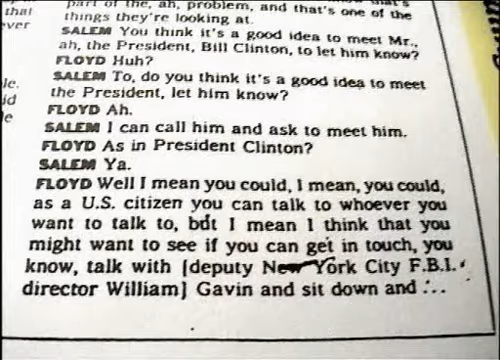 that
ever
part of the, ah, problem, and that's one of the
things they're looking at.
SALEM You think it's a good idea to meet Mr.,
ah, the President, Bill Clinton, to let him know?
FLOYD Huh?
SALEM To, do you think it's a good idea to meet
the President, let him know?
FLOYD Ah.
SALEM I can call him and ask to meet him.
FLOYD As in President Clinton?
SALEM Ya.
FLOYD Well I mean you could, I mean, you could,
as a U.S. citizen you can talk to whoever you
want to talk to, but I mean I think that you
might want to see if you can get in touch, you
know, talk with [deputy New York City F.B.I.
director William] Gavin and sit down and ...
le.
id
le